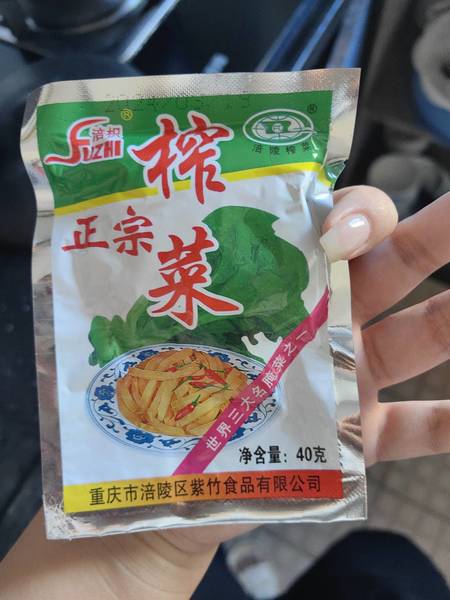 涪枳
FUZHI
®
®
涪陵榨菜
正宗
榨菜
世界三大名腌菜之一
净含量：40克
重庆市涪陵区紫竹食品有限公司